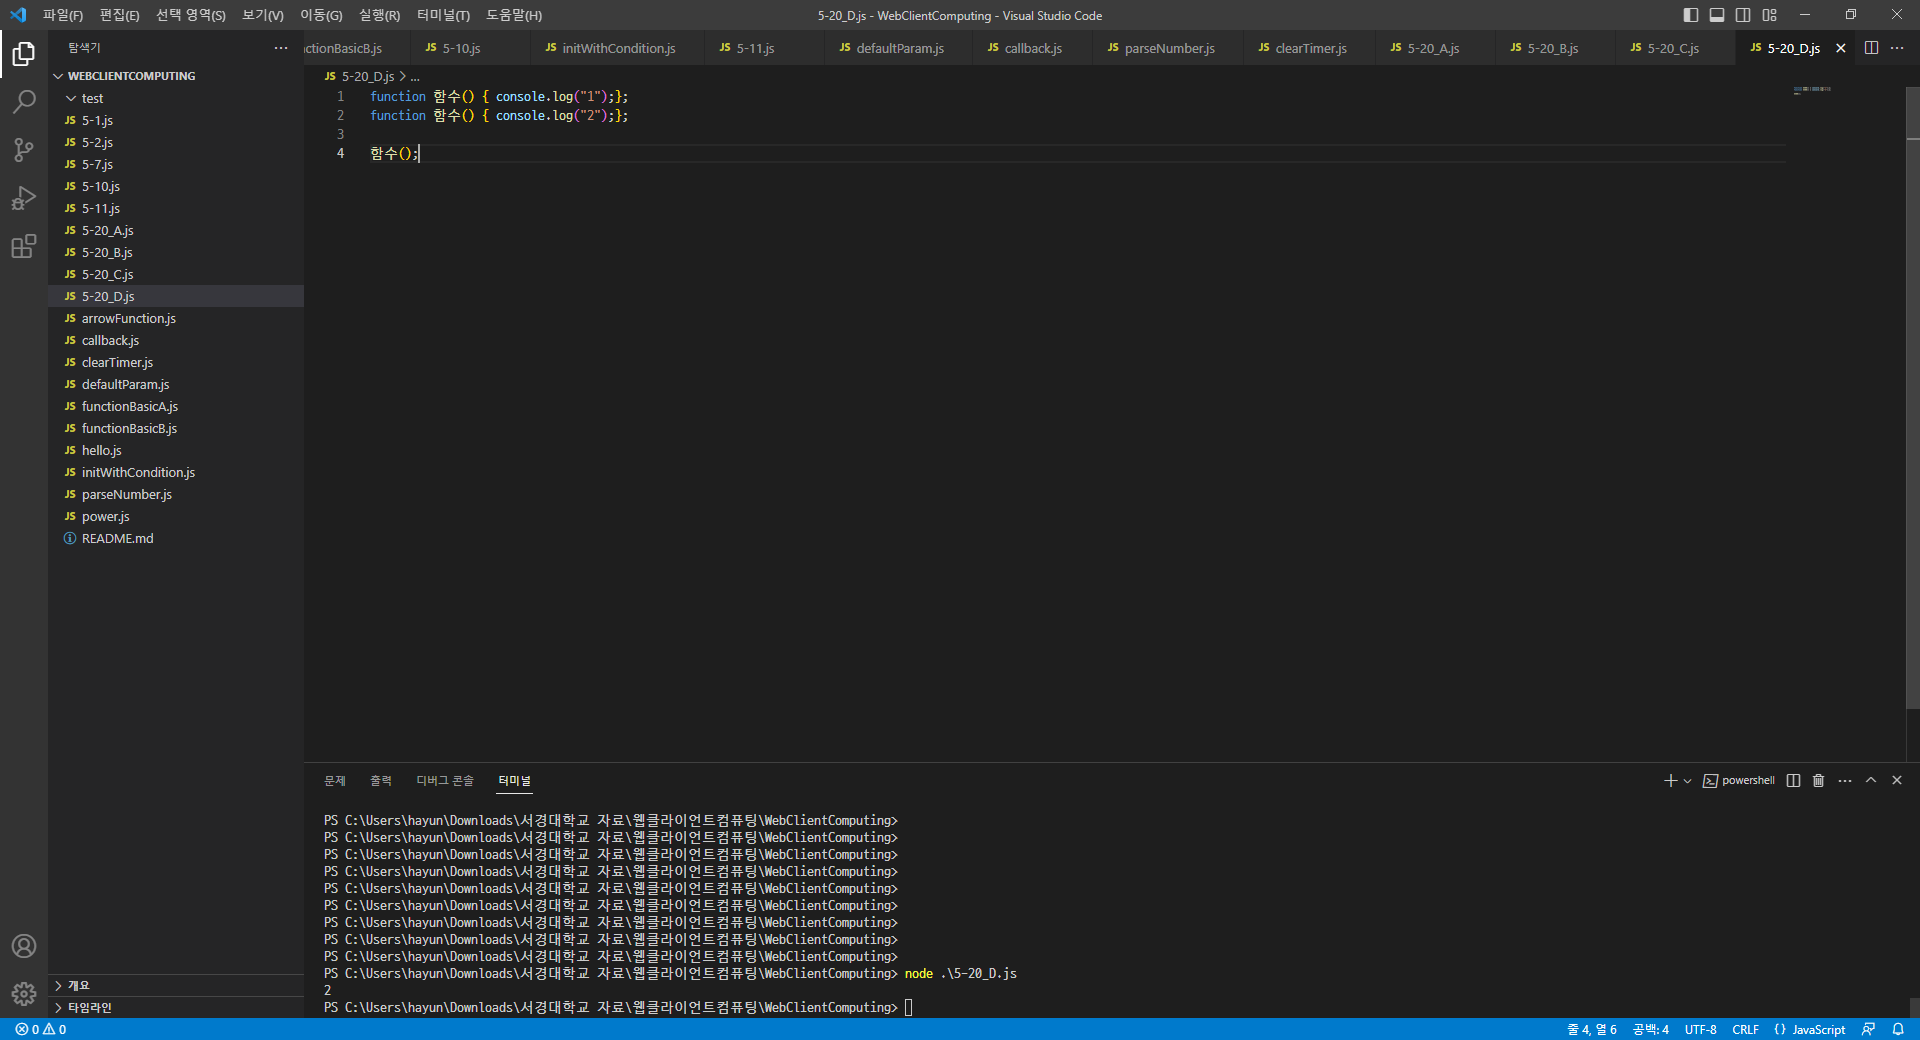 파일(F) 편집(E) 선택 영역(S) 보기(V) 이동(G) 실행(R) 터미널(T) 도움말(H) 5-20_D.js - WebClientComputing - Visual Studio Code
탐색기
ctionBasicB.js JS 5-10.js JS initWithCondition.js JS 5-11.js JS defaultParam.js JS callback.js JS parseNumber.js JS clearTimer.js JS 5-20_A.js JS 5-20_B.js JS 5-20_C.js JS 5-20_D.js
WEBCLIENTCOMPUTING
test
JS 5-1.js
JS 5-2.js
JS 5-7.js
JS 5-10.js
JS 5-11.js
JS 5-20_A.js
JS 5-20_B.js
JS 5-20_C.js
JS 5-20_D.js
JS arrowFunction.js
JS callback.js
JS clearTimer.js
JS defaultParam.js
JS functionBasicA.js
JS functionBasicB.js
JS hello.js
JS initWithCondition.js
JS parseNumber.js
JS power.js
README.md
개요
타임라인
JS 5-20_D.js > ...
1 function 함수() { console.log("1");};
2 function 함수() { console.log("2");};
3
4 함수();
문제 출력 디버그 콘솔 터미널 powershell
PS C:\Users\hayun\Downloads\서경대학교 자료\웹클라이언트컴퓨팅\WebClientComputing>
PS C:\Users\hayun\Downloads\서경대학교 자료\웹클라이언트컴퓨팅\WebClientComputing>
PS C:\Users\hayun\Downloads\서경대학교 자료\웹클라이언트컴퓨팅\WebClientComputing>
PS C:\Users\hayun\Downloads\서경대학교 자료\웹클라이언트컴퓨팅\WebClientComputing>
PS C:\Users\hayun\Downloads\서경대학교 자료\웹클라이언트컴퓨팅\WebClientComputing>
PS C:\Users\hayun\Downloads\서경대학교 자료\웹클라이언트컴퓨팅\WebClientComputing>
PS C:\Users\hayun\Downloads\서경대학교 자료\웹클라이언트컴퓨팅\WebClientComputing>
PS C:\Users\hayun\Downloads\서경대학교 자료\웹클라이언트컴퓨팅\WebClientComputing>
PS C:\Users\hayun\Downloads\서경대학교 자료\웹클라이언트컴퓨팅\WebClientComputing>
PS C:\Users\hayun\Downloads\서경대학교 자료\웹클라이언트컴퓨팅\WebClientComputing> node .\5-20_D.js
2
PS C:\Users\hayun\Downloads\서경대학교 자료\웹클라이언트컴퓨팅\WebClientComputing>
0 0 줄 4, 열 6 공백: 4 UTF-8 CRLF {} JavaScript